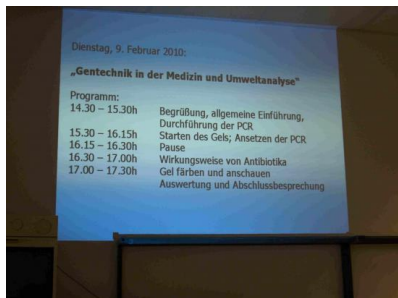 Dienstag, 9. Februar 2010:
„Gentechnik in der Medizin und Umweltanalyse“
Programm:
14.30 – 15.30h Begrüßung, allgemeine Einführung,
Durchführung der PCR
15.30 – 16.15h Starten des Gels; Ansetzen der PCR
16.15 – 16.30h Pause
16.30 – 17.00h Wirkungsweise von Antibiotika
17.00 – 17.30h Gel färben und anschauen
Auswertung und Abschlussbesprechung